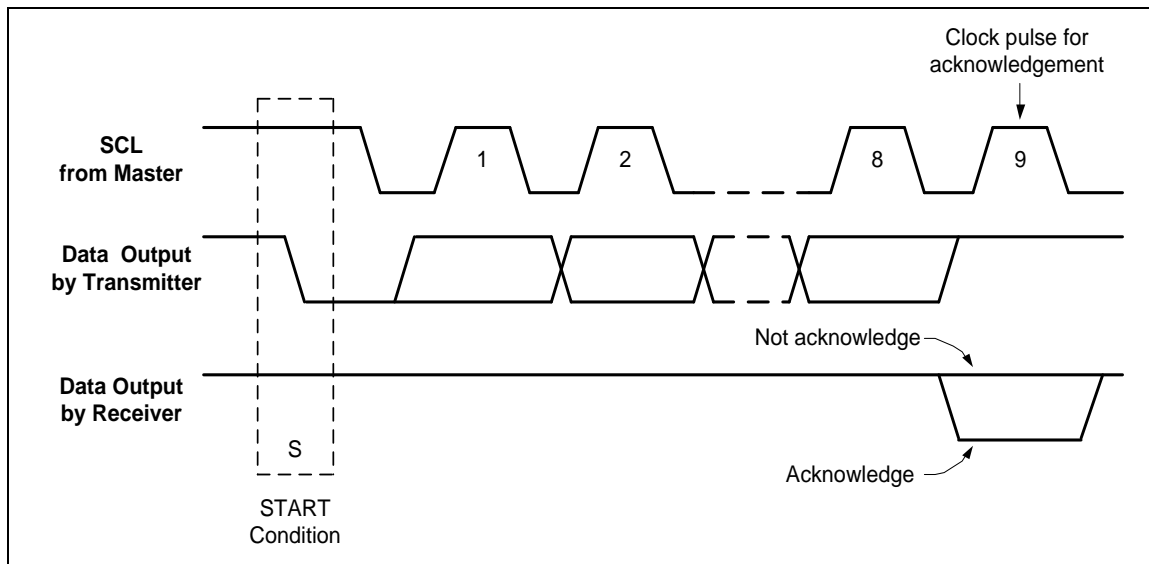 Clock pulse for
acknowledgement
SCL
from Master
1
2
8
9
Data Output
by Transmitter
Not acknowledge
Data Output
by Receiver
S
Acknowledge
START
Condition